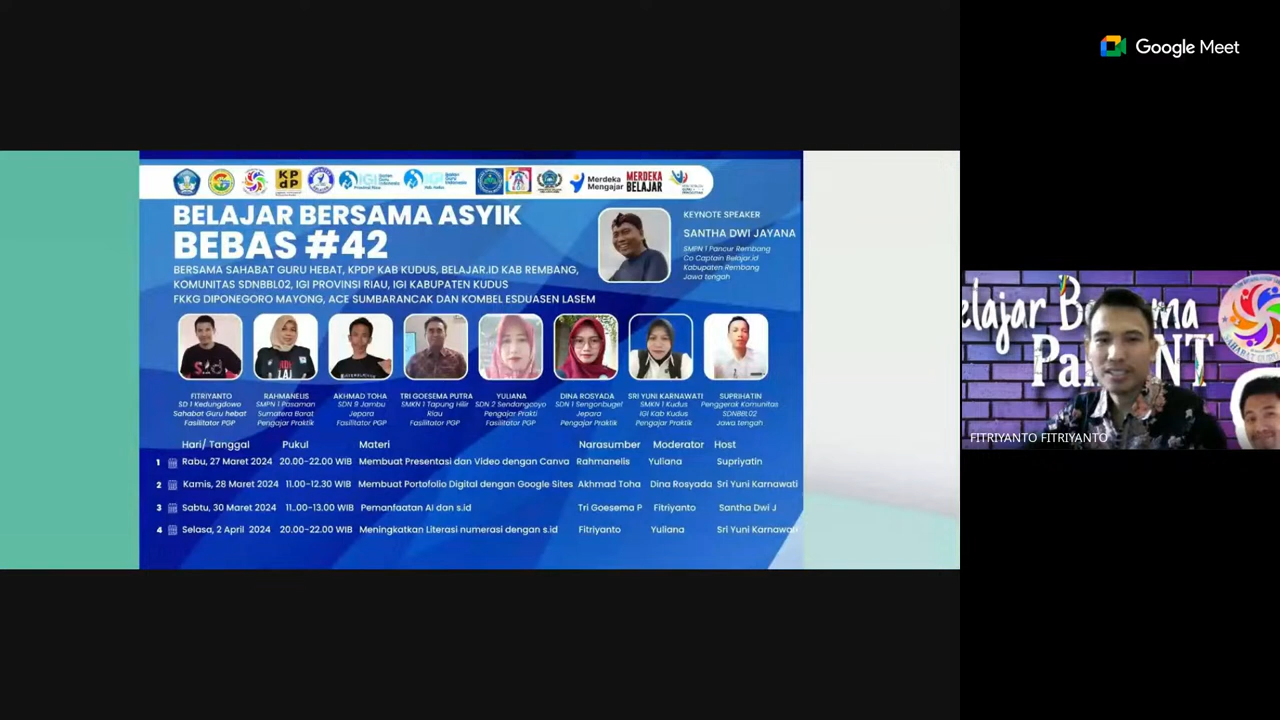 Google Meet
IGI
Provinsi Riau
IGI
Kab. Kudus
KP
dP
Merdeka
Mengajar
MERDEKA
BELAJAR
BELAJAR BERSAMA ASYIK
BEBAS #42
BERSAMA SAHABAT GURU HEBAT, KPDP KAB KUDUS, BELAJAR.ID KAB REMBANG,
KOMUNITAS SDNBBL02, IGI PROVINSI RIAU, IGI KABUPATEN KUDUS
FKKG DIPONEGORO MAYONG, ACE SUMBARANCAK DAN KOMBEL ESDUASEN LASEM
KEYNOTE SPEAKER
SANTHA DWI JAYANA
SMPN 1 Pancur Rembang
Co Captain Belajar.id
Kabupaten Rembang
Jawa tengah
FITRIYANTO
SD 1 Kedungdowo
Sahabat Guru hebat
Fasilitator PGP
RAHMANELIS
SMPN 1 Pasaman
Sumatera Barat
Pengajar Praktik
AKHMAD TOHA
SDN 9 Jambu
Jepara
Fasilitator PGP
TRI GOESEMA PUTRA
SMKN 1 Tapung Hilir
Riau
Fasilitator PGP
YULIANA
SDN 2 Sendangcoyo
Pengajar Prakti
Fasilitator PGP
DINA ROSYADA
SDN 1 Sengonbugel
Jepara
Pengajar Praktik
SRI YUNI KARNAWATI
SMKN 1 Kudus
IGI Kab Kudus
Pengajar Praktik
SUPRIHATIN
Penggerak Komunitas
SDNBBL02
Jawa tengah
Hari/ Tanggal Pukul Materi Narasumber Moderator Host
1 Rabu, 27 Maret 2024 20.00-22.00 WIB Membuat Presentasi dan Video dengan Canva Rahmanelis Yuliana Supriyatin
2 Kamis, 28 Maret 2024 11.00-12.30 WIB Membuat Portofolio Digital dengan Google Sites Akhmad Toha Dina Rosyada Sri Yuni Karnawati
3 Sabtu, 30 Maret 2024 11..00-13.00 WIB Pemanfaatan AI dan s.id Tri Goesema P Fitriyanto Santha Dwi J
4 Selasa, 2 April 2024 20.00-22.00 WIB Meningkatkan Literasi numerasi dengan s.id Fitriyanto Yuliana Sri Yuni Karnawati
FITRIYANTO FITRIYANTO